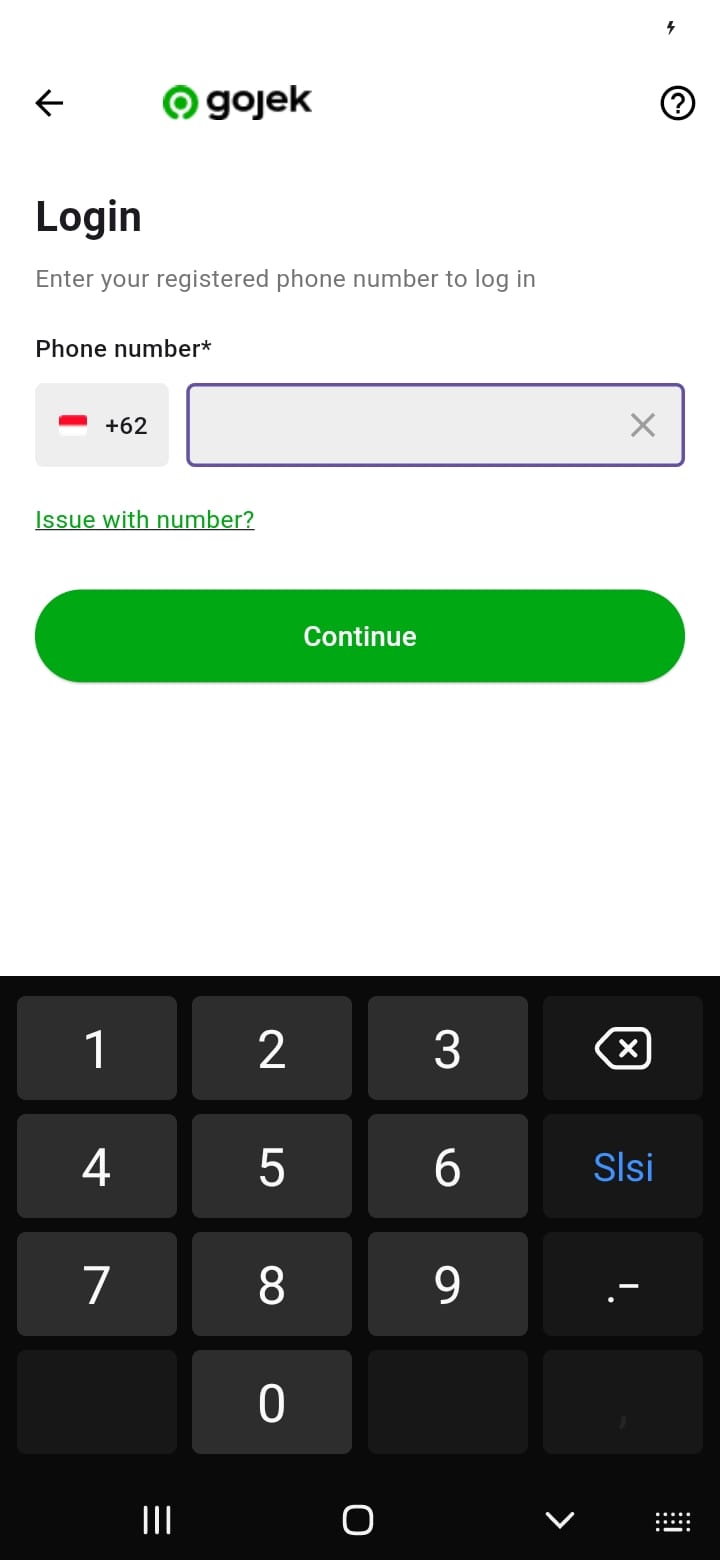 gojek
Login
Enter your registered phone number to log in
Phone number*
+62
Issue with number?
Continue
1 2 3
4 5 6 Slsi
7 8 9 .-
0 ,